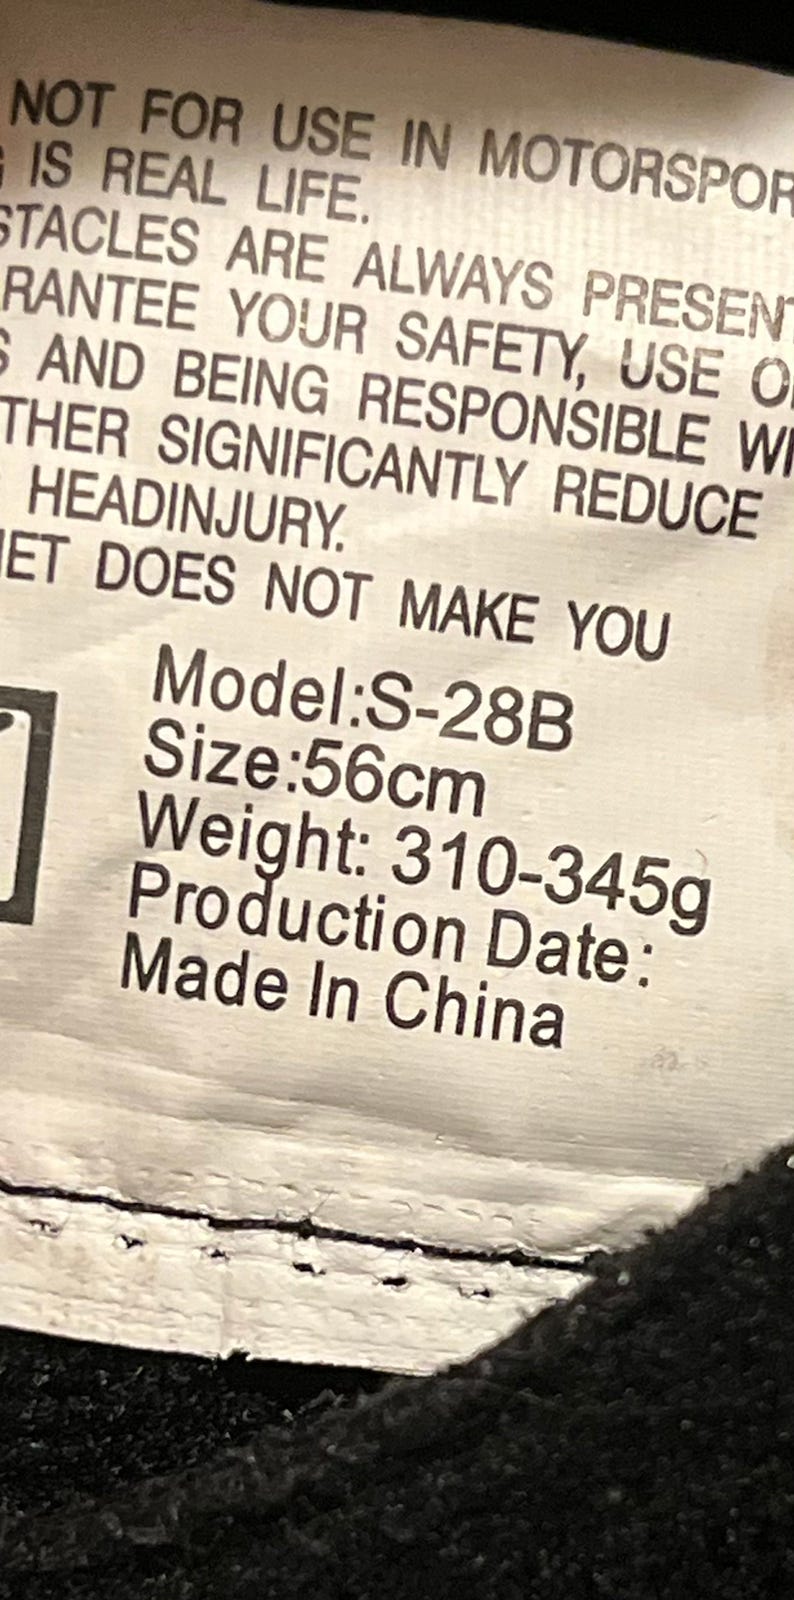 NOT FOR USE IN MOTORSPOR
IS REAL LIFE.
STACLES ARE ALWAYS PRESENT
RANTEE YOUR SAFETY, USE
AND BEING RESPONSIBLE
THER SIGNIFICANTLY REDUCE
HEADINJURY.
ET DOES NOT MAKE YOU
Model:S-28B
Size:56cm
Weight: 310-345g
Production Date:
Made In China